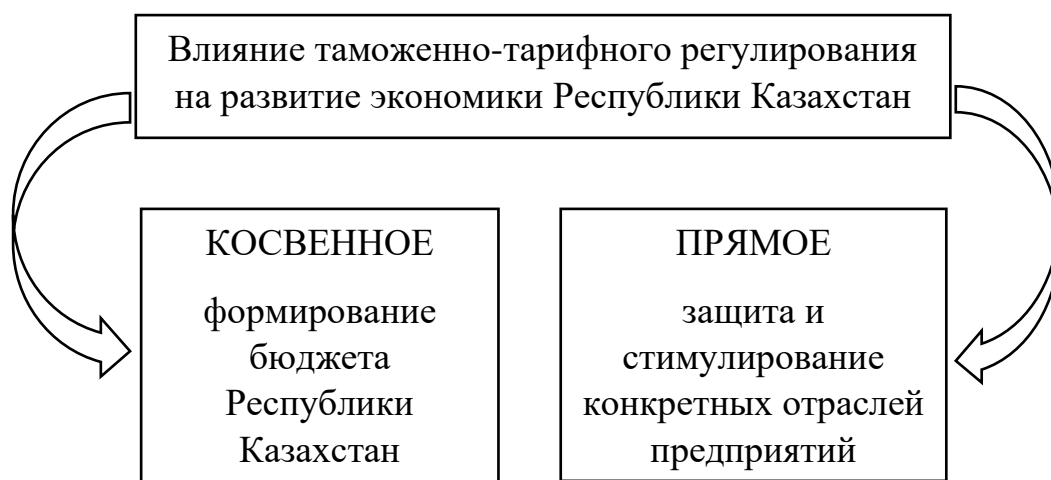 Влияние таможенно-тарифного регулирования
на развитие экономики Республики Казахстан
КОСВЕННОЕ
формирование
бюджета
Республики
Казахстан
ПРЯМОЕ
защита и
стимулирование
конкретных отраслей
предприятий